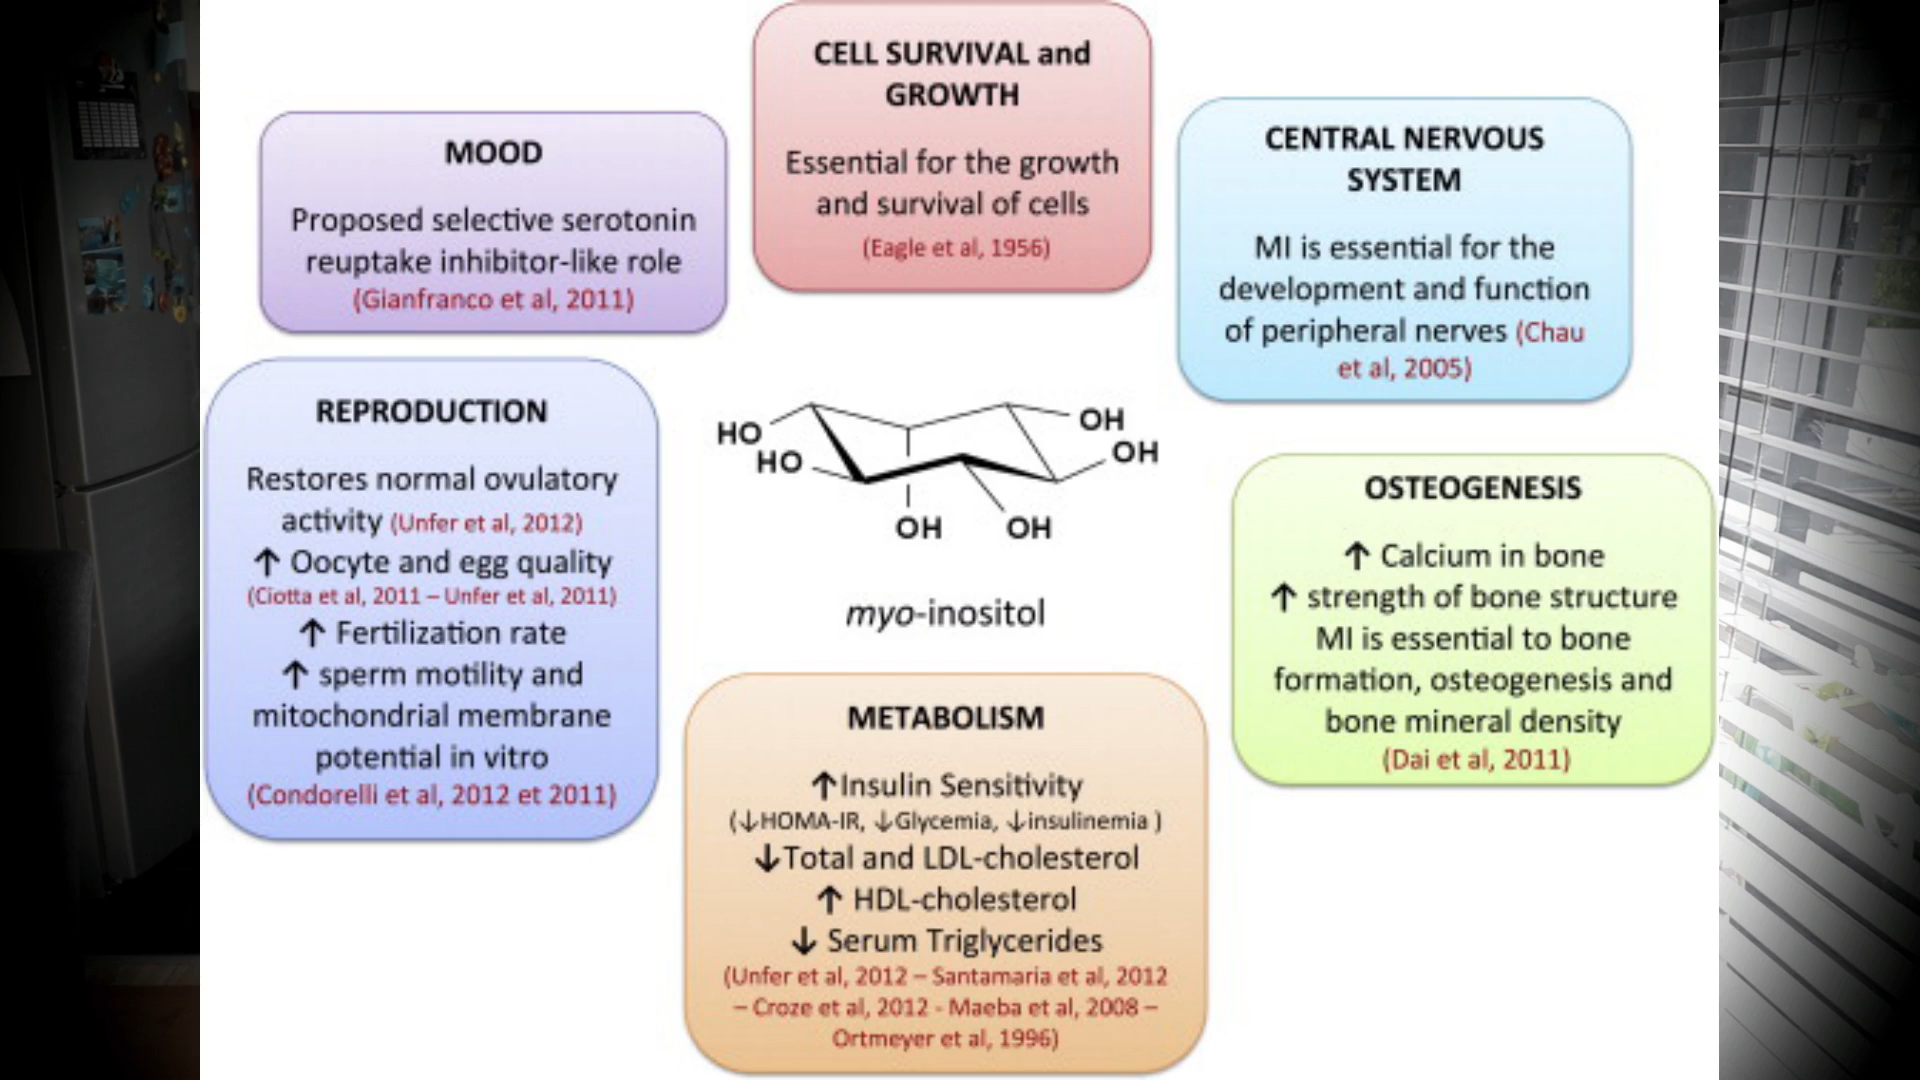 CELL SURVIVAL and
GROWTH
Essential for the growth
and survival of cells
(Eagle et al, 1956)
MOOD
Proposed selective serotonin
reuptake inhibitor-like role
(Gianfranco et al, 2011)
CENTRAL NERVOUS
SYSTEM
MI is essential for the
development and function
of peripheral nerves (Chau
et al, 2005)
REPRODUCTION
Restores normal ovulatory
activity (Unfer et al, 2012)
↑ Oocyte and egg quality
(Ciotta et al, 2011 – Unfer et al, 2011)
↑ Fertilization rate
↑ sperm motility and
mitochondrial membrane
potential in vitro
(Condorelli et al, 2012 et 2011)
HO
HO
OH
OH
OH
OH
myo-inositol
OSTEOGENESIS
↑ Calcium in bone
↑ strength of bone structure
MI is essential to bone
formation, osteogenesis and
bone mineral density
(Dai et al, 2011)
METABOLISM
↑Insulin Sensitivity
(↓HOMA-IR, ↓Glycemia, ↓insulinemia )
↓Total and LDL-cholesterol
↑ HDL-cholesterol
↓ Serum Triglycerides
(Unfer et al, 2012 – Santamaria et al, 2012
– Croze et al, 2012 - Maeba et al, 2008 –
Ortmeyer et al, 1996)